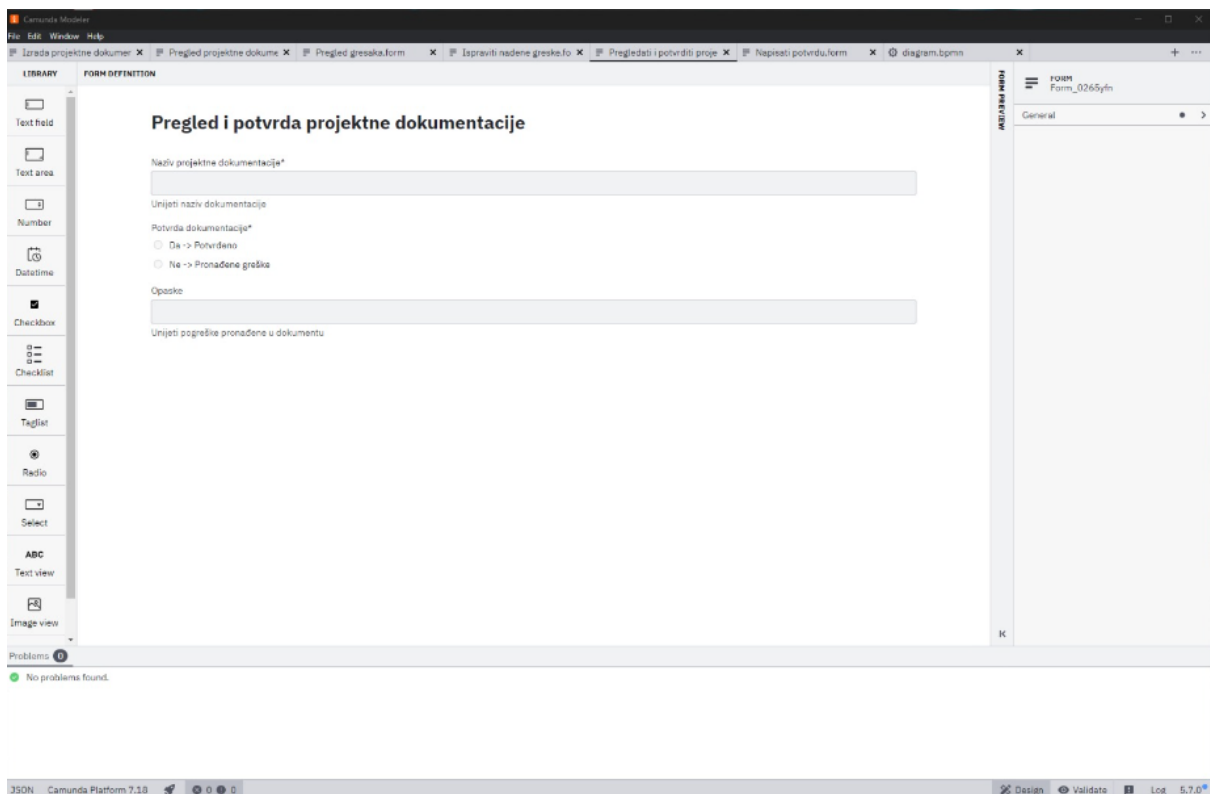 Camunda Modeler
File Edit Window Help
Izrada projektne dokumer Pregled projektne dokume Pregled gresaka.form Ispraviti nađene greske.fo Pregledati i potvrditi proje Napisati potvrdu.form diagram.bpmn
LIBRARY FORM DEFINITION
FORM PREVIEW
FORM
Form_0265yfn
General
Text field
Text area
Number
Datetime
Checkbox
Checklist
Taglist
Radio
Select
ABC
Text view
Image view
Pregled i potvrda projektne dokumentacije
Naziv projektne dokumentacije*
Unijeti naziv dokumentacije
Potvrda dokumentacije*
Da -> Potvrđeno
Ne -> Pronađene greške
Opaske
Unijeti pogreške pronađene u dokumentu
Problems 0
No problems found.
JSON Camunda Platform 7.18 0 0 Design Validate Log 5.7.0